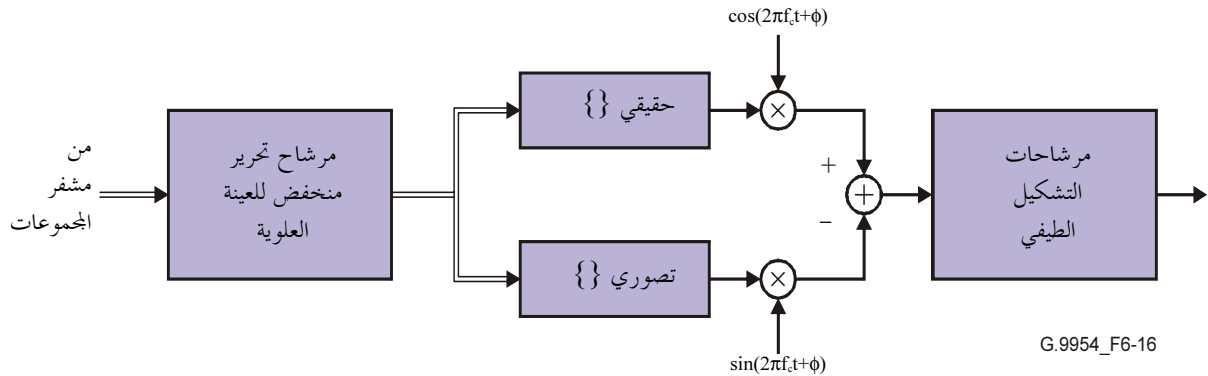 cos(2πf꜀t+ϕ)
حقيقي { }
من
مشفر
المجموعات
مرشاح تحرير
منخفض للعينة
العلوية
مرشاحات
التشكيل
الطيفي
+
−
تصوري { }
sin(2πf꜀t+ϕ)
G.9954_F6-16